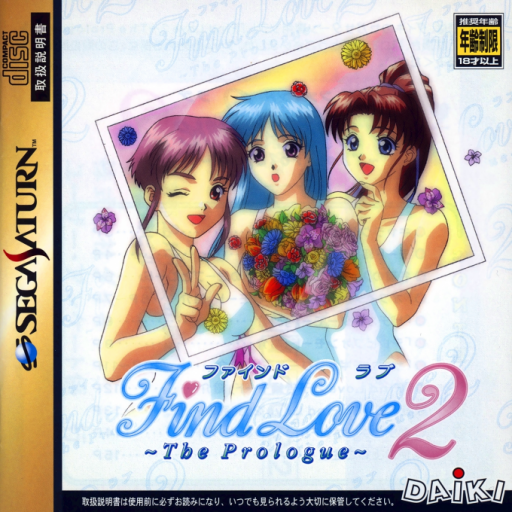 COMPACT
disc
取扱説明書
推奨年齢
年齢制限
18才以上
SEGA SATURN™
ファインド ラブ
Find Love 2
~The Prologue~
取扱説明書は使用前に必ずお読みになり、いつでも見られるよう大切に保管してください。
DAIKI